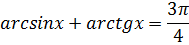 arcsinx + arctgx = 3π/4